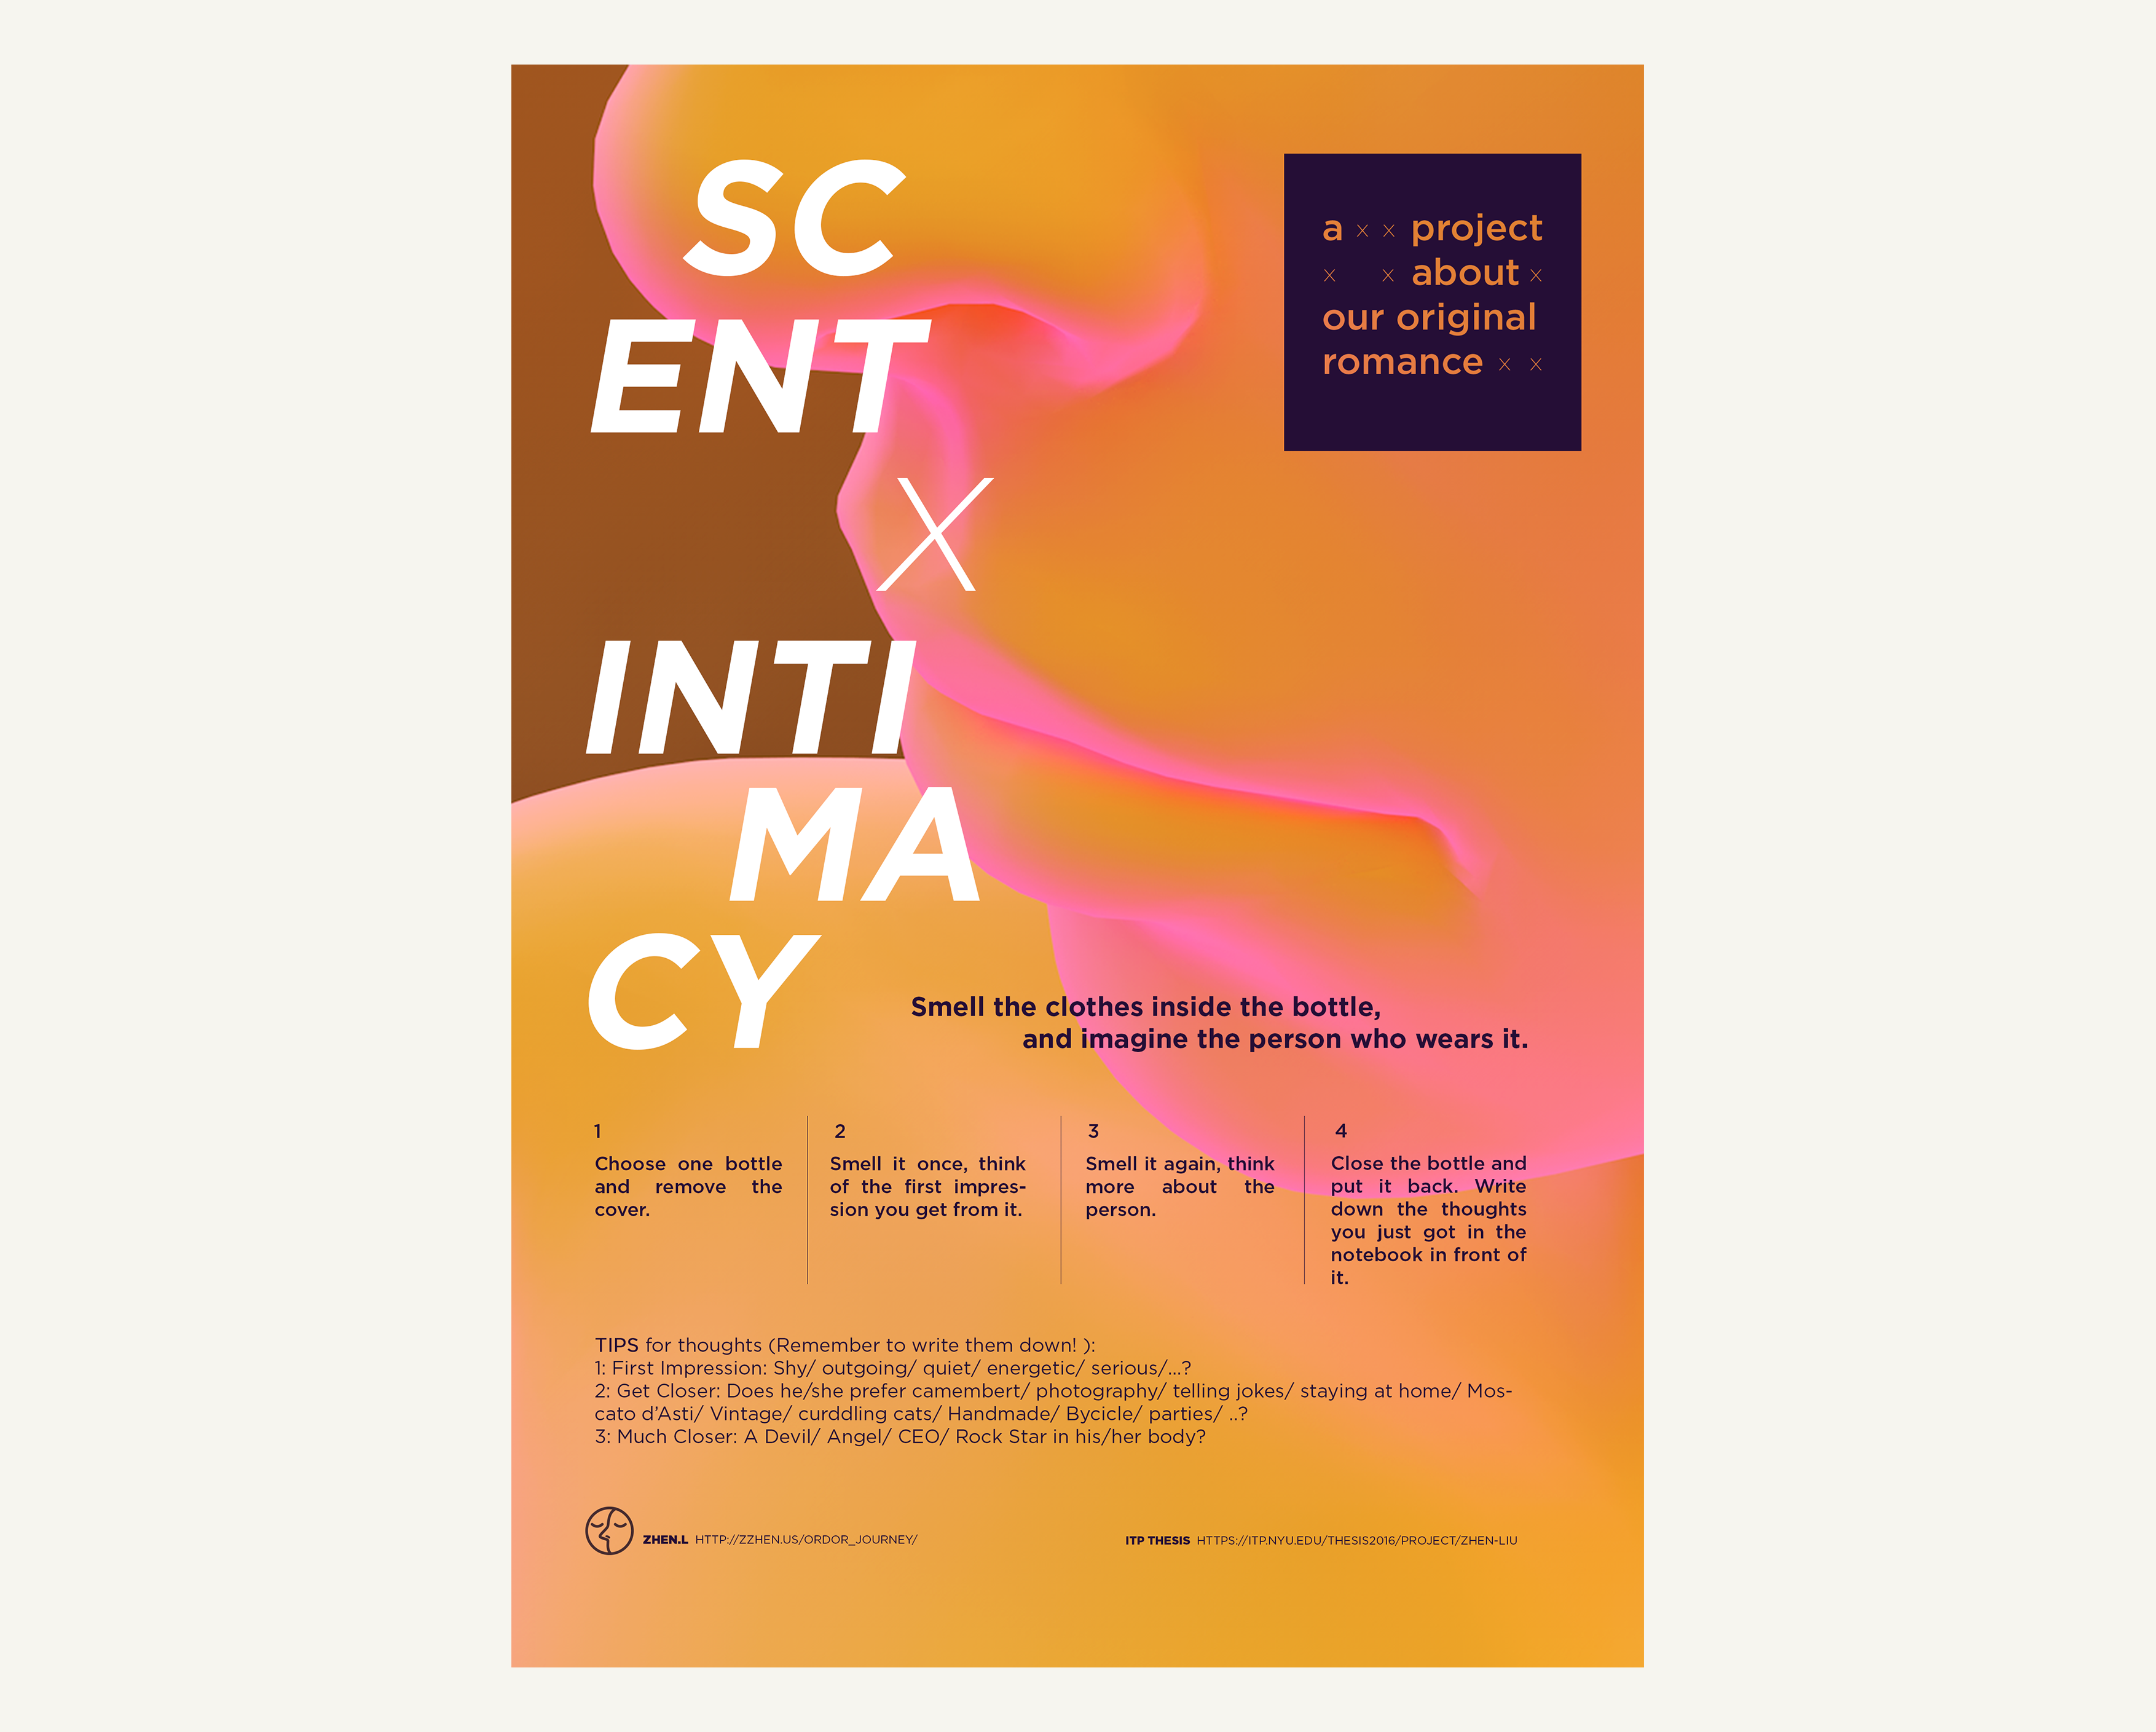 SC
ENT
X
INTI
MA
CY
a x x project
x x about x
our original
romance x x
Smell the clothes inside the bottle,
and imagine the person who wears it.
1
Choose one bottle
and remove the
cover.
2
Smell it once, think
of the first impres-
sion you get from it.
3
Smell it again, think
more about the
person.
4
Close the bottle and
put it back. Write
down the thoughts
you just got in the
notebook in front of
it.
TIPS for thoughts (Remember to write them down! ):
1: First Impression: Shy/ outgoing/ quiet/ energetic/ serious/...?
2: Get Closer: Does he/she prefer camembert/ photography/ telling jokes/ staying at home/ Mos-
cato d'Asti/ Vintage/ curddling cats/ Handmade/ Bycicle/ parties/ ..?
3: Much Closer: A Devil/ Angel/ CEO/ Rock Star in his/her body?
ZHEN.L HTTP://ZZHEN.US/ORDOR_JOURNEY/
ITP THESIS HTTPS://ITP.NYU.EDU/THESIS2016/PROJECT/ZHEN-LIU